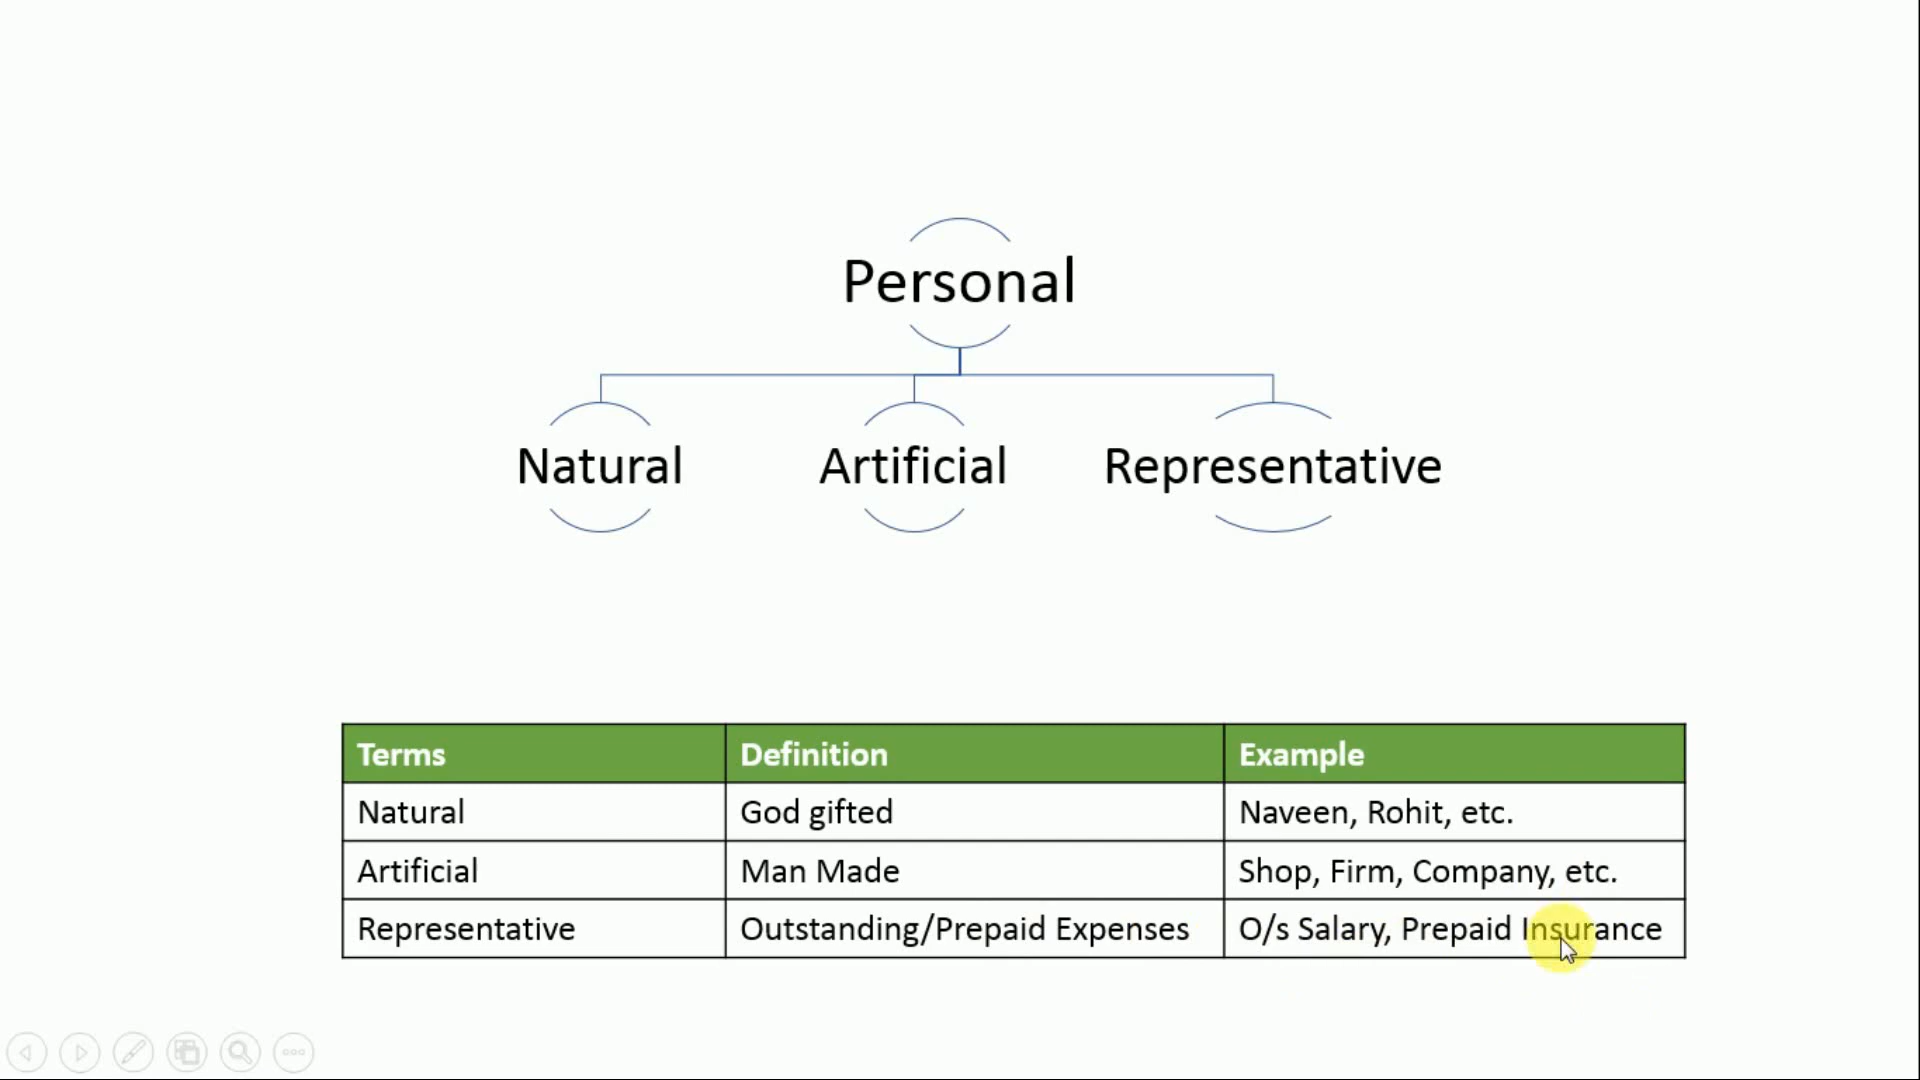 Personal
Natural Artificial Representative
Terms Definition Example
Natural God gifted Naveen, Rohit, etc.
Artificial Man Made Shop, Firm, Company, etc.
Representative Outstanding/Prepaid Expenses O/s Salary, Prepaid Insurance